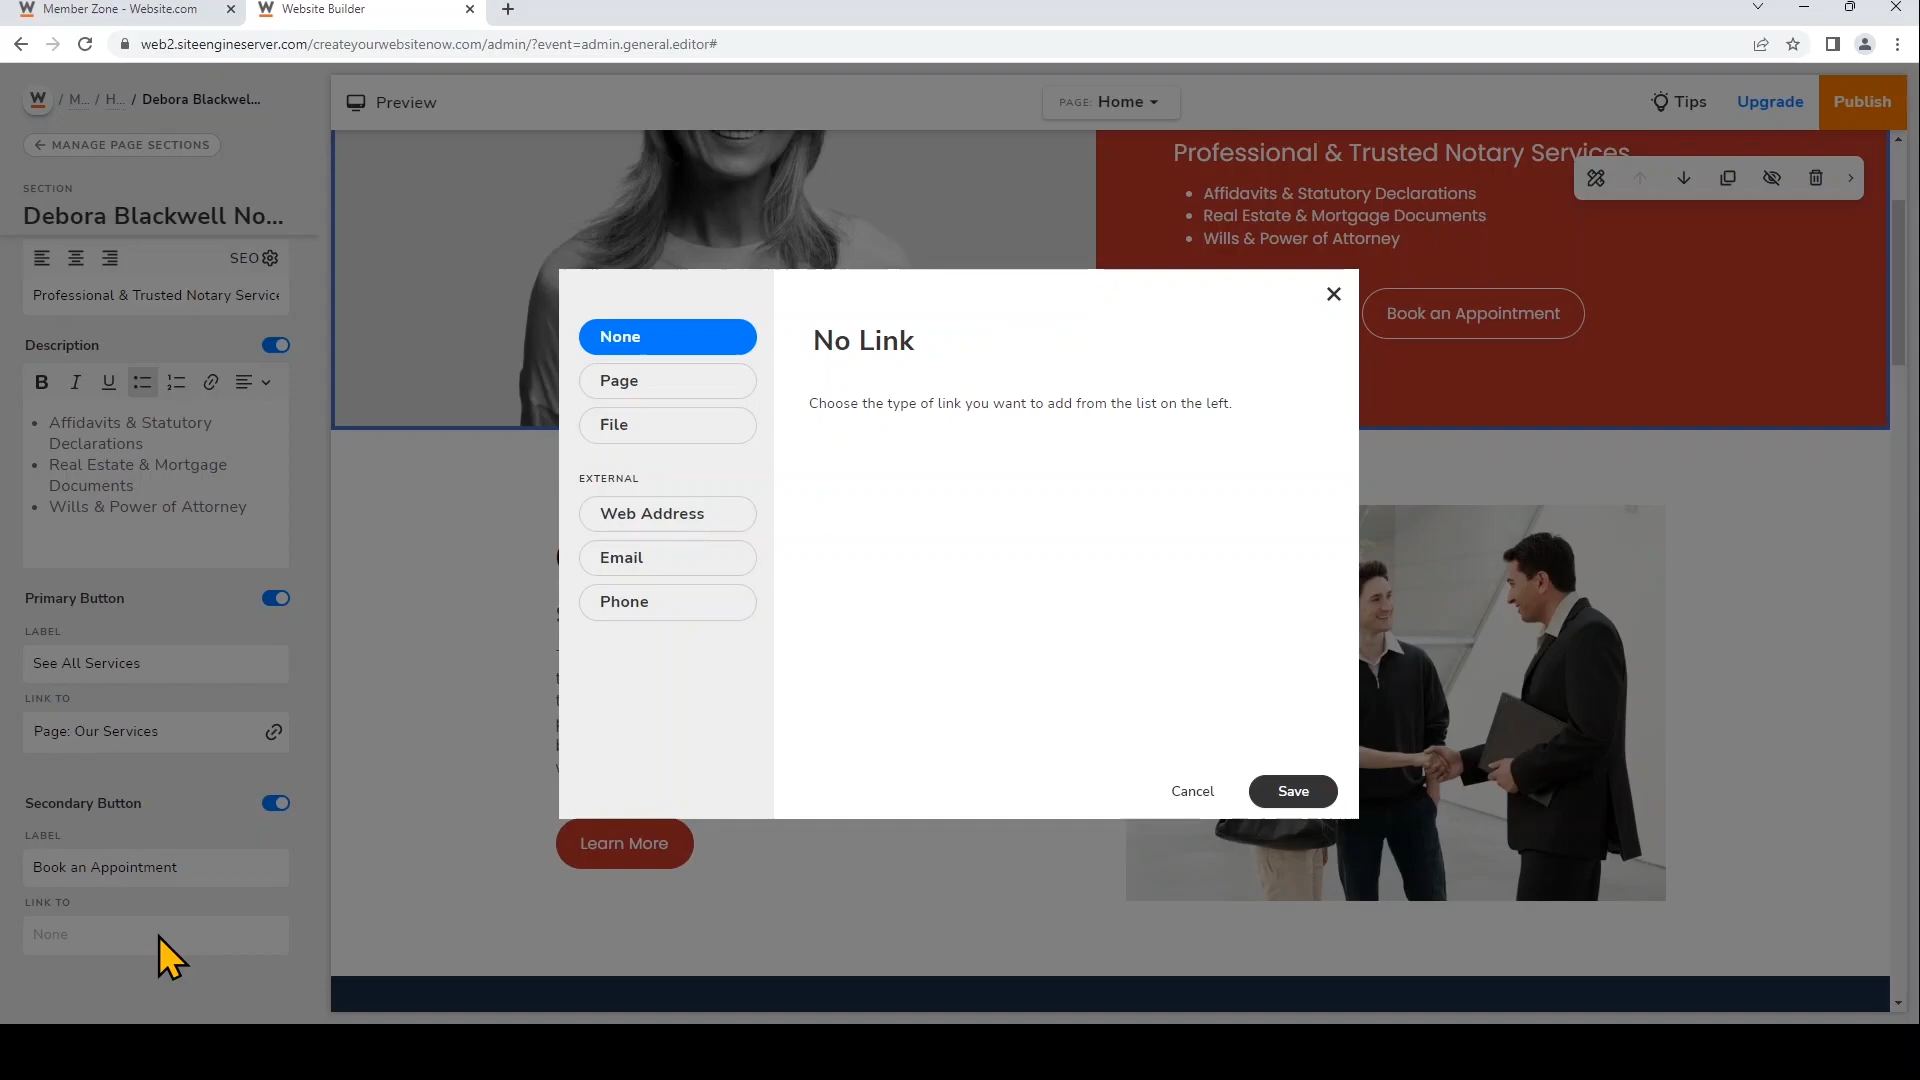 Member Zone - Website.com
Website Builder
web2.siteengineserver.com/createyourwebsitenow.com/admin/?event=admin.general.editor#
W / M... / H... / Debora Blackwel...
Preview
PAGE: Home
Tips
Upgrade
Publish
MANAGE PAGE SECTIONS
SECTION
Debora Blackwell No...
SEO
Professional & Trusted Notary Service
Description
B I U
Affidavits & Statutory
Declarations
Real Estate & Mortgage
Documents
Wills & Power of Attorney
Primary Button
LABEL
See All Services
LINK TO
Page: Our Services
Secondary Button
LABEL
Book an Appointment
LINK TO
None
Professional & Trusted Notary Services
Affidavits & Statutory Declarations
Real Estate & Mortgage Documents
Wills & Power of Attorney
Book an Appointment
None
Page
File
EXTERNAL
Web Address
Email
Phone
No Link
Choose the type of link you want to add from the list on the left.
Cancel
Save
Learn More